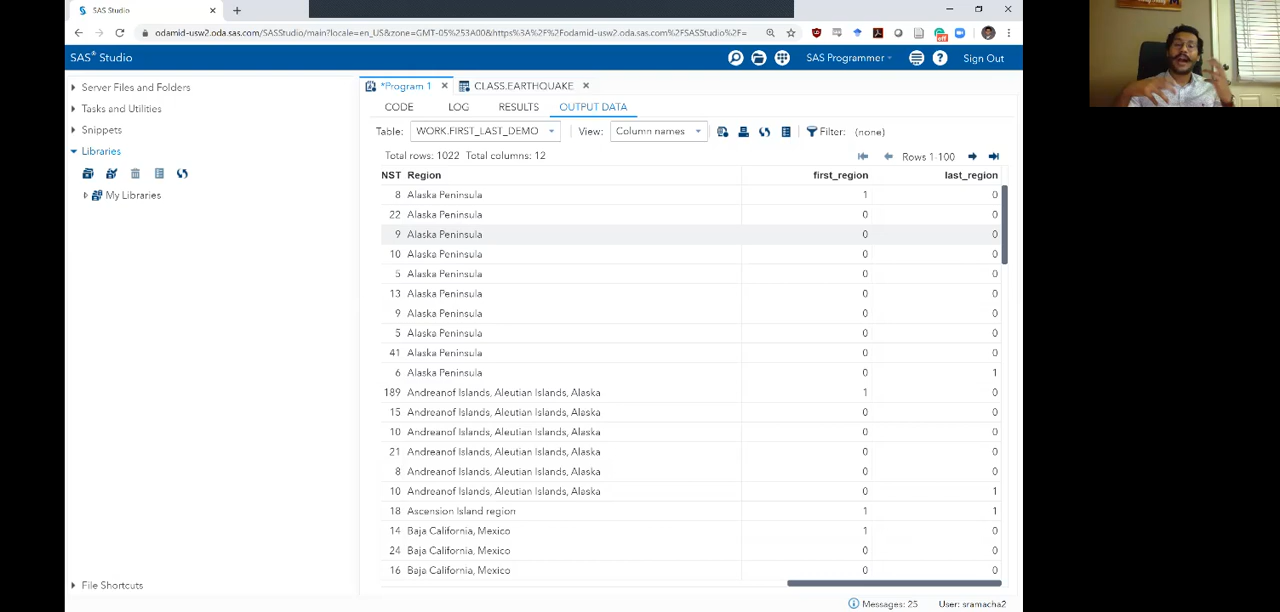 SAS Studio
odamid-usw2.oda.sas.com/SASStudio/main?locale=en_US&zone=GMT-05%253A00&https%3A%2F%2Fodamid-usw2.oda.sas.com%2FSASStudio%2F=
SAS® Studio
SAS Programmer
Sign Out
Server Files and Folders
Tasks and Utilities
Snippets
Libraries
My Libraries
File Shortcuts
*Program 1
CLASS.EARTHQUAKE
CODE LOG RESULTS OUTPUT DATA
Table: WORK.FIRST_LAST_DEMO View: Column names Filter: (none)
Total rows: 1022 Total columns: 12 Rows 1-100
NST Region first_region last_region
8 Alaska Peninsula 1 0
22 Alaska Peninsula 0 0
9 Alaska Peninsula 0 0
10 Alaska Peninsula 0 0
5 Alaska Peninsula 0 0
13 Alaska Peninsula 0 0
9 Alaska Peninsula 0 0
5 Alaska Peninsula 0 0
41 Alaska Peninsula 0 0
6 Alaska Peninsula 0 1
189 Andreanof Islands, Aleutian Islands, Alaska 1 0
15 Andreanof Islands, Aleutian Islands, Alaska 0 0
10 Andreanof Islands, Aleutian Islands, Alaska 0 0
21 Andreanof Islands, Aleutian Islands, Alaska 0 0
8 Andreanof Islands, Aleutian Islands, Alaska 0 0
10 Andreanof Islands, Aleutian Islands, Alaska 0 1
18 Ascension Island region 1 1
14 Baja California, Mexico 1 0
24 Baja California, Mexico 0 0
16 Baja California, Mexico 0 0
Messages: 25 User: sramacha2